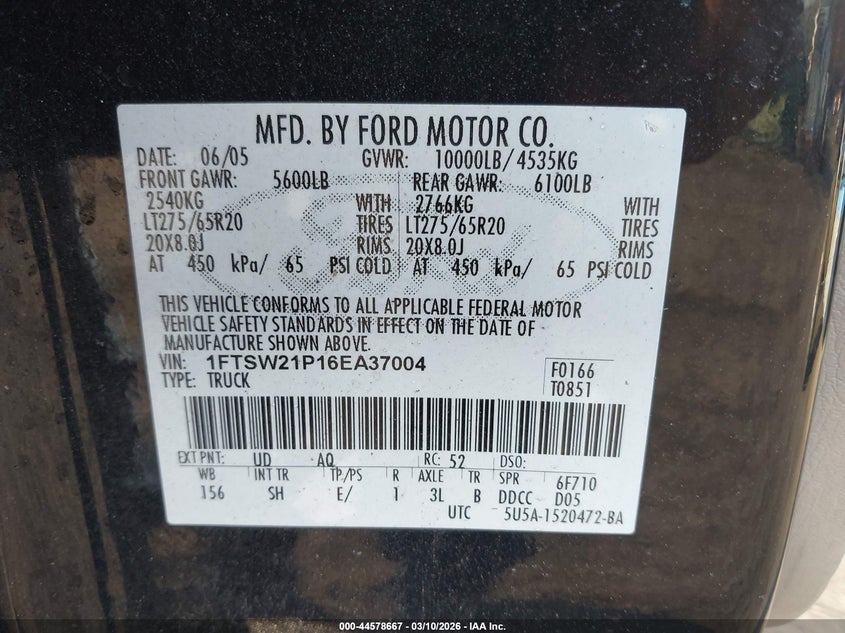 MFD. BY FORD MOTOR CO.
DATE: 06/05 GVWR: 10000LB/4535KG
FRONT GAWR: 5600LB REAR GAWR: 6100LB
2540KG WITH 2766KG WITH
LT275/65R20 TIRES LT275/65R20 TIRES
20X8.0J RIMS 20X8.0J RIMS
AT 450 kPa/ 65 PSI COLD AT 450 kPa/ 65 PSI COLD
THIS VEHICLE CONFORMS TO ALL APPLICABLE FEDERAL MOTOR
VEHICLE SAFETY STANDARDS IN EFFECT ON THE DATE OF
MANUFACTURE SHOWN ABOVE.
VIN: 1FTSW21P16EA37004 F0166
TYPE: TRUCK T0851
EXT PNT: UD AQ RC: 52 DSO:
WB INT TR TP/PS R AXLE TR SPR 6F710
156 SH E/ 1 3L B DDCC D05
UTC 5U5A-1520472-BA
000-44578667 - 03/10/2026 - IAA Inc.